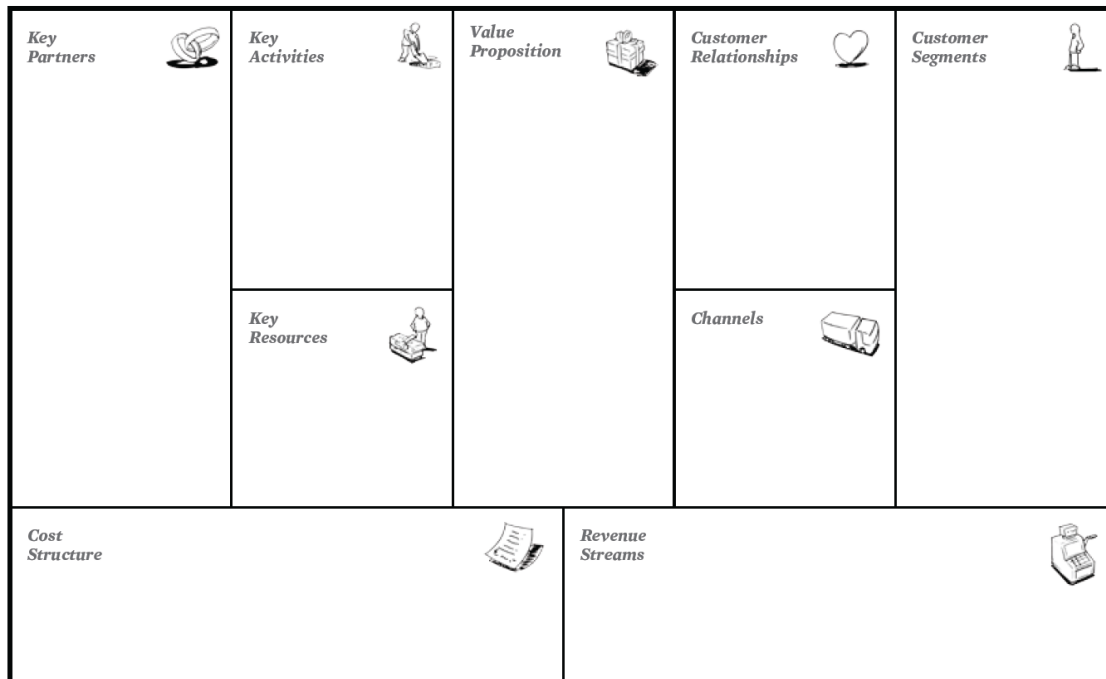 Key
Partners
Key
Activities
Key
Resources
Value
Proposition
Customer
Relationships
Channels
Customer
Segments
Cost
Structure
Revenue
Streams